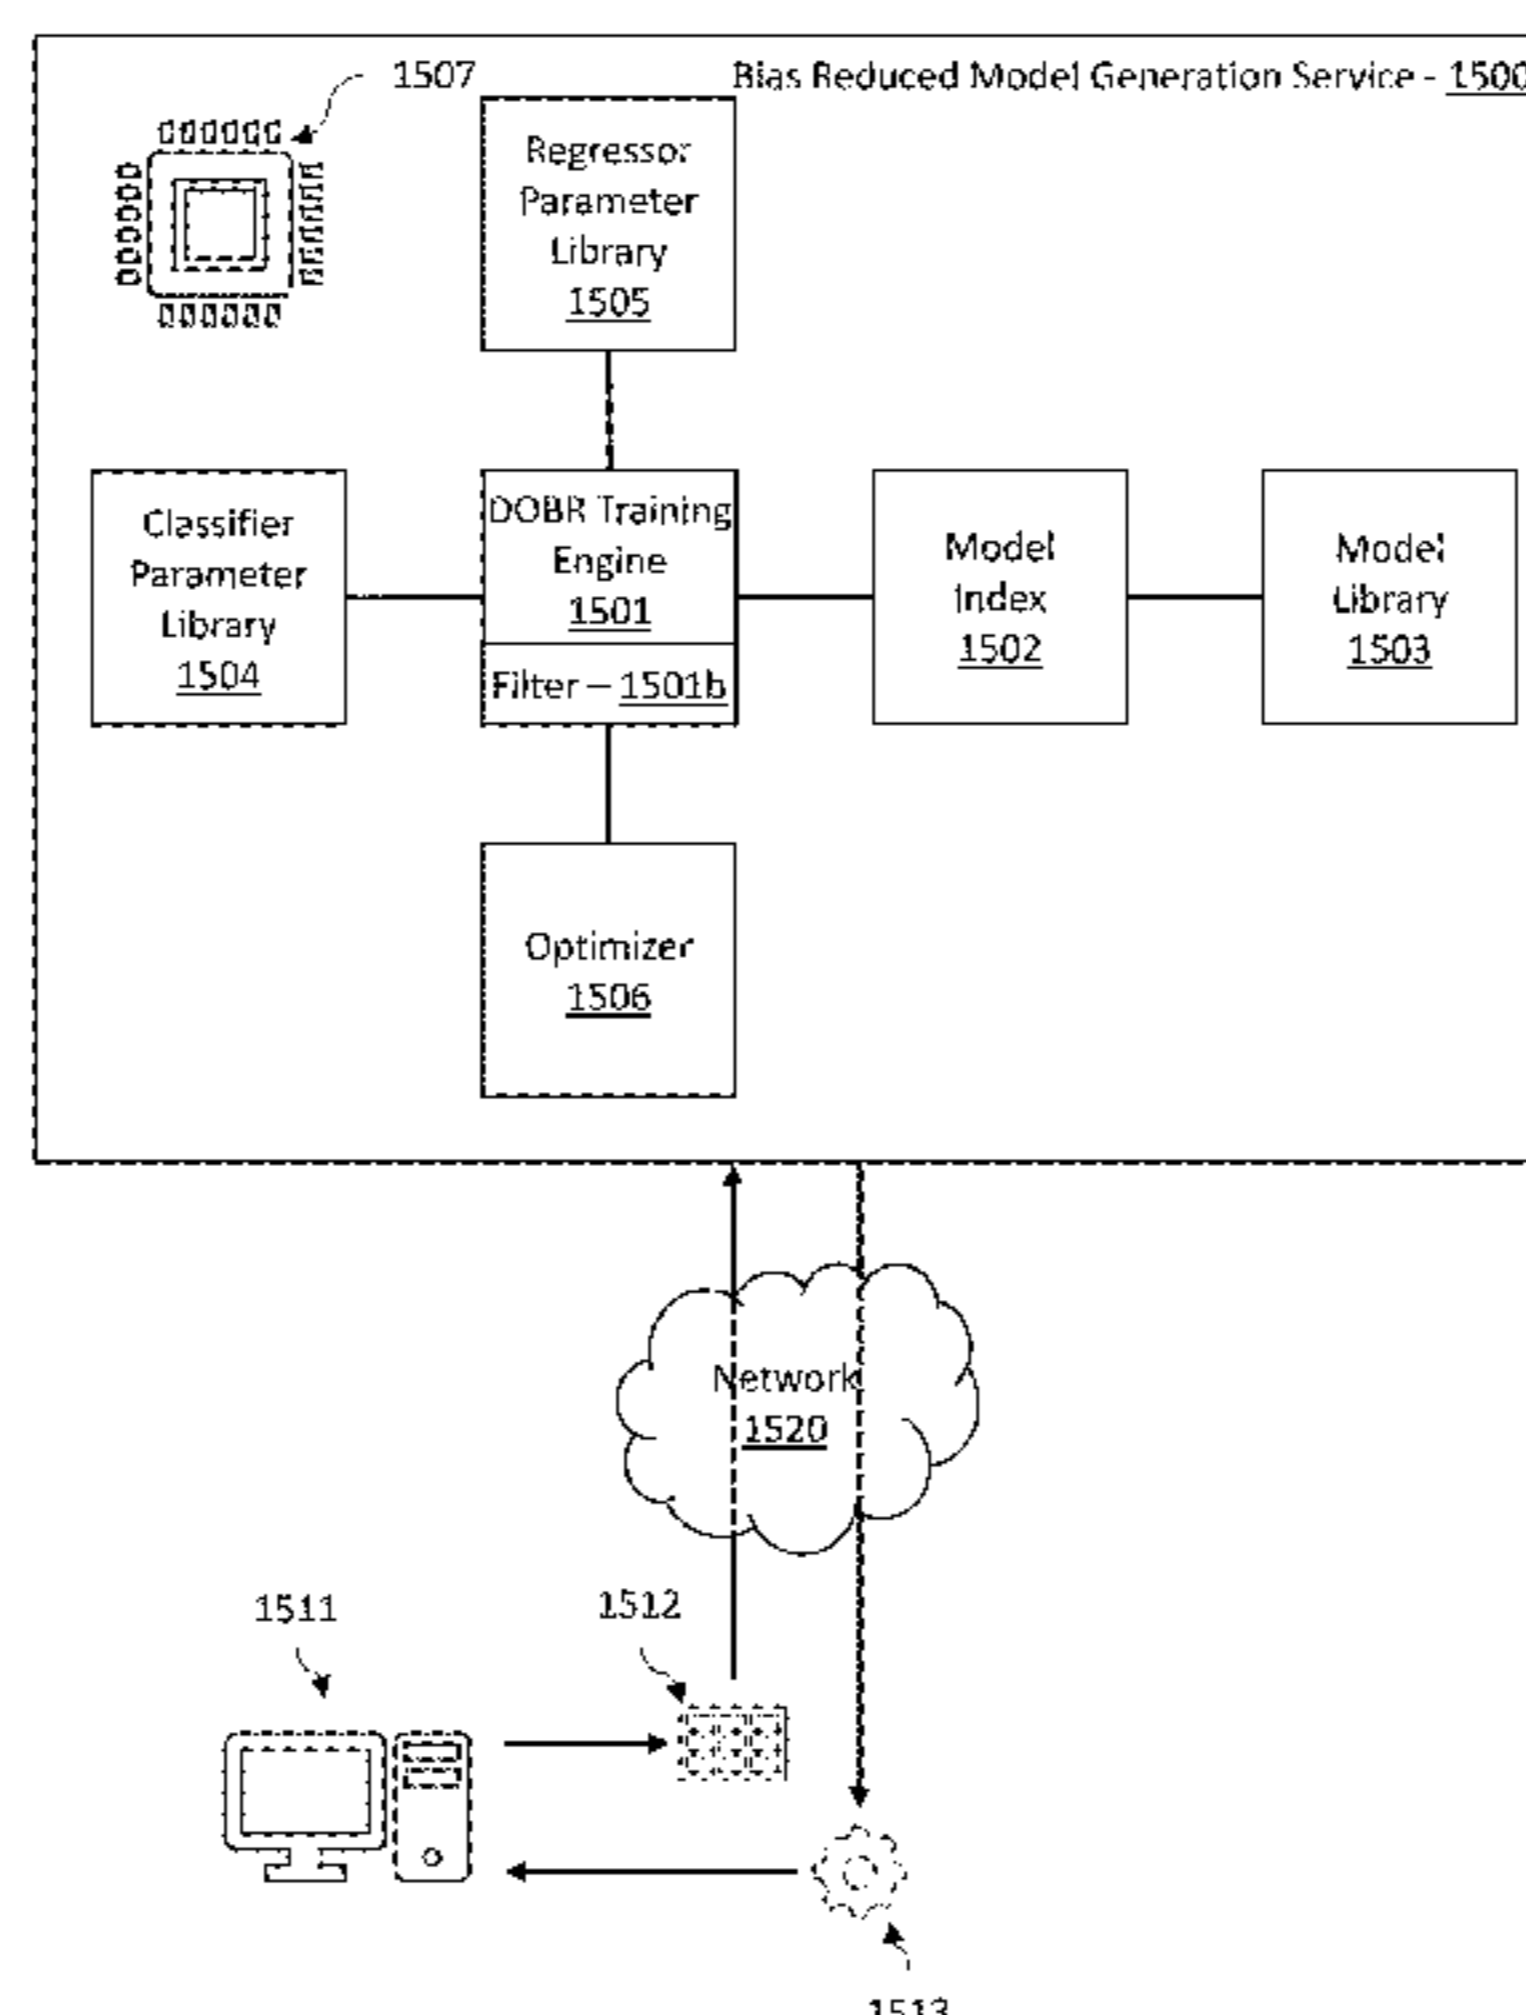 1507
Bias Reduced Model Generation Service - 1500
Regressor
Parameter
Library
1505
Classifier
Parameter
Library
1504
DOBR Training
Engine
1501
Filter – 1501b
Model
Index
1502
Model
Library
1503
Optimizer
1506
Network
1520
1511
1512
1513